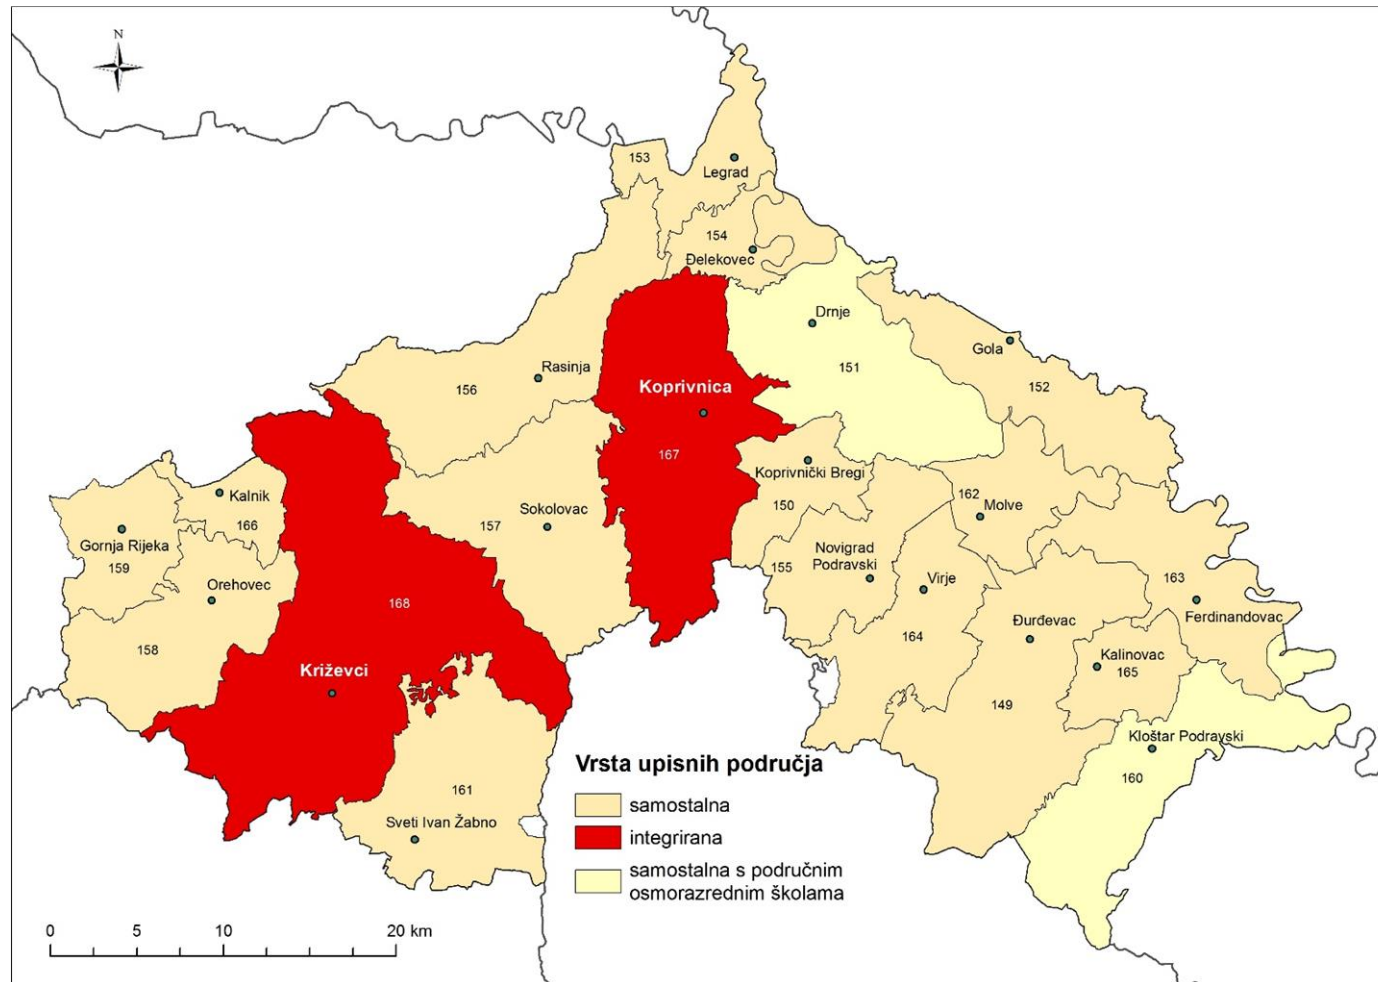 N
153
Legrad
154
Đelekovec
Drnje
Gola
151
152
Rasinja
156
Koprivnica
167
Koprivnički Bregi
150
162
Molve
Kalnik
166
Sokolovac
157
Gornja Rijeka
159
Novigrad
Podravski
155
Virje
163
Ferdinandovac
Orehovec
158
168
164
Đurđevac
Kalinovac
165
Križevci
149
Kloštar Podravski
160
161
Sveti Ivan Žabno
Vrsta upisnih područja
samostalna
integrirana
samostalna s područnim
osmorazrednim školama
0 5 10 20 km